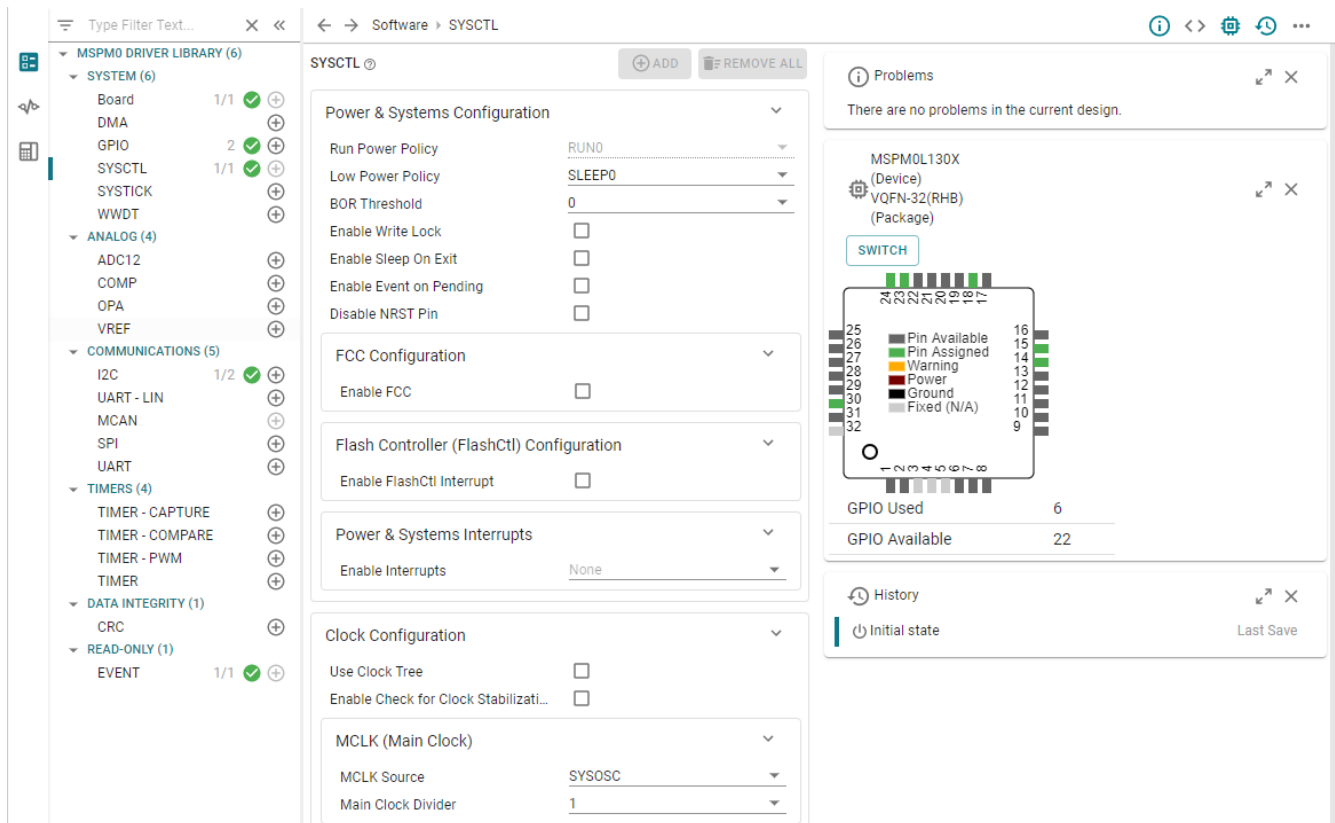 Type Filter Text...
MSPM0 DRIVER LIBRARY (6)
SYSTEM (6)
Board 1/1
DMA
GPIO 2
SYSCTL 1/1
SYSTICK
WWDT
ANALOG (4)
ADC12
COMP
OPA
VREF
COMMUNICATIONS (5)
I2C 1/2
UART - LIN
MCAN
SPI
UART
TIMERS (4)
TIMER - CAPTURE
TIMER - COMPARE
TIMER - PWM
TIMER
DATA INTEGRITY (1)
CRC
READ-ONLY (1)
EVENT 1/1
Software SYSCTL
SYSCTL
ADD REMOVE ALL
Power & Systems Configuration
Run Power Policy RUN0
Low Power Policy SLEEP0
BOR Threshold 0
Enable Write Lock
Enable Sleep On Exit
Enable Event on Pending
Disable NRST Pin
FCC Configuration
Enable FCC
Flash Controller (FlashCtl) Configuration
Enable FlashCtl Interrupt
Power & Systems Interrupts
Enable Interrupts None
Clock Configuration
Use Clock Tree
Enable Check for Clock Stabilizati...
MCLK (Main Clock)
MCLK Source SYSOSC
Main Clock Divider 1
Problems
There are no problems in the current design.
MSPM0L130X
(Device)
VQFN-32(RHB)
(Package)
SWITCH
24 23 22 21 20 19 18 17
25 16
26 Pin Available 15
27 Pin Assigned 14
28 Warning 13
29 Power 12
30 Ground 11
31 Fixed (N/A) 10
32 9
1 2 3 4 5 6 7 8
GPIO Used 6
GPIO Available 22
History
Initial state Last Save